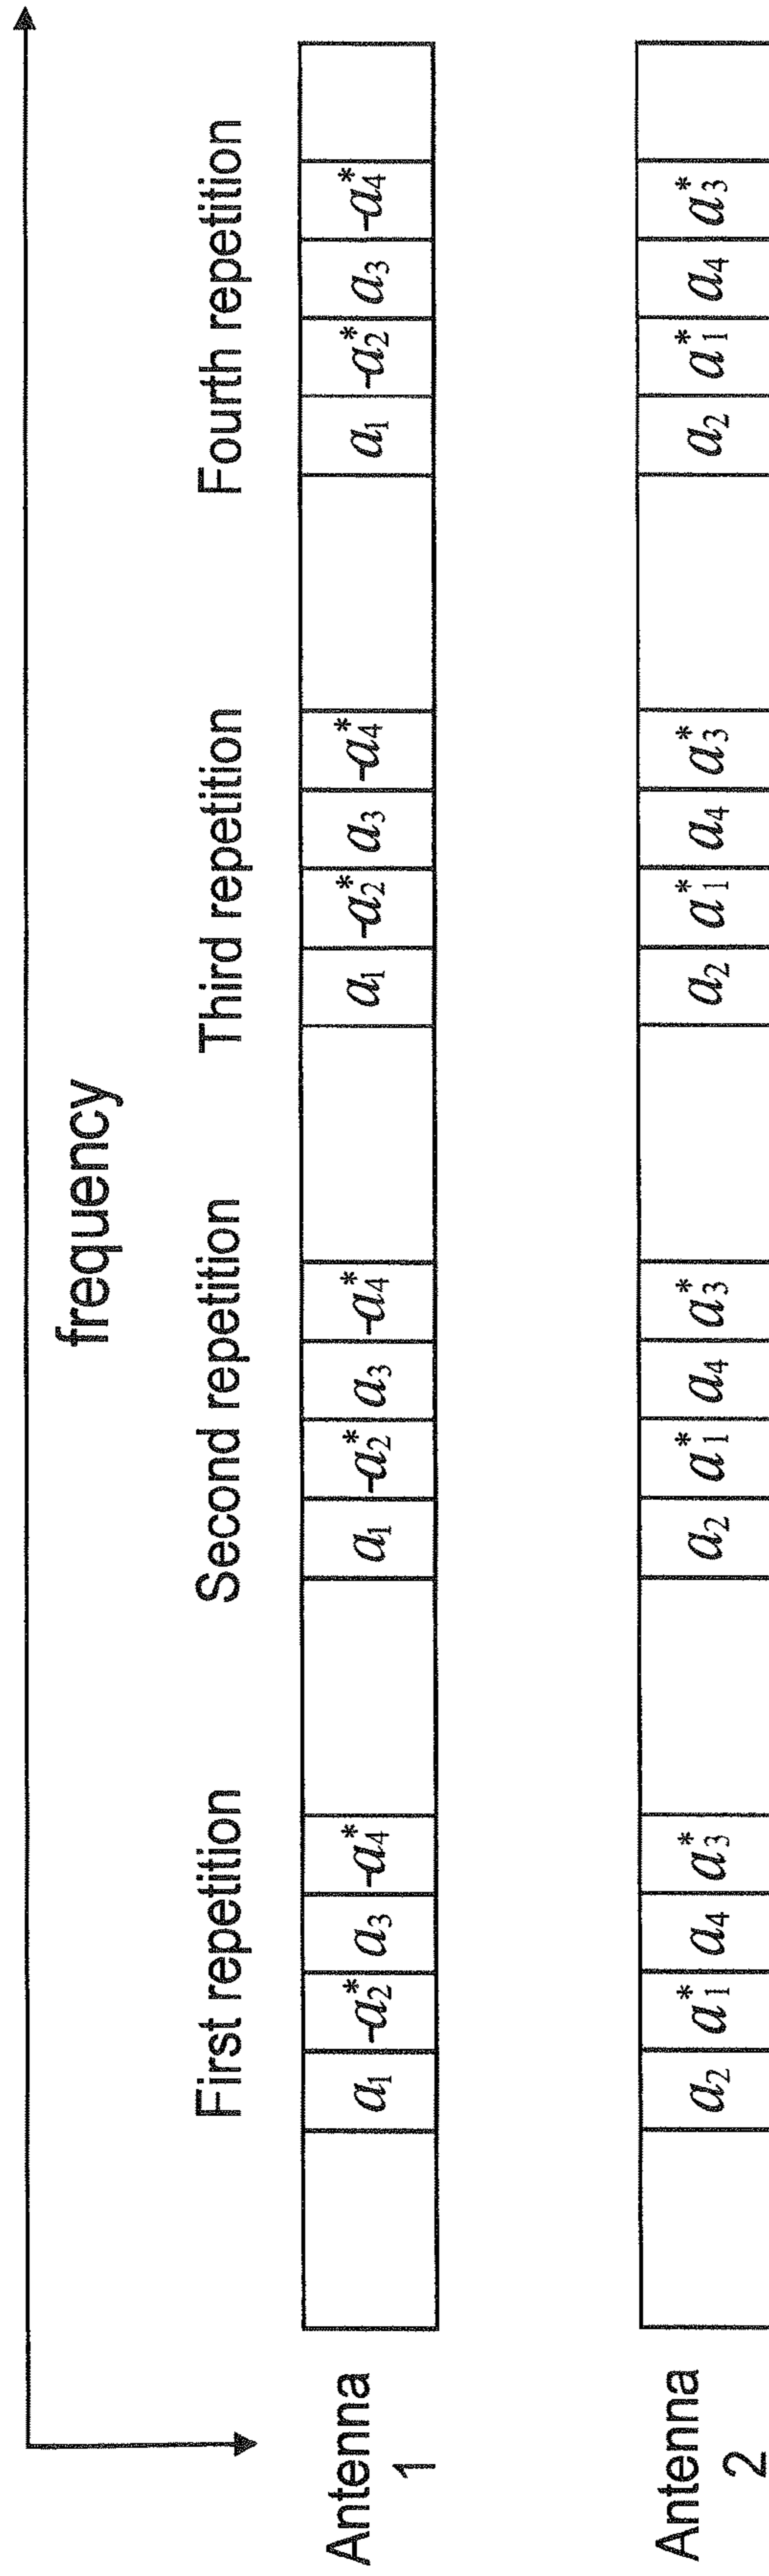 frequency
First repetition Second repetition Third repetition Fourth repetition
Antenna 1 a₁ -a₂* a₃ -a₄* a₁ -a₂* a₃ -a₄* a₁ -a₂* a₃ -a₄* a₁ -a₂* a₃ -a₄*
Antenna 2 a₂ a₁* a₄ a₃* a₂ a₁* a₄ a₃* a₂ a₁* a₄ a₃* a₂ a₁* a₄ a₃*